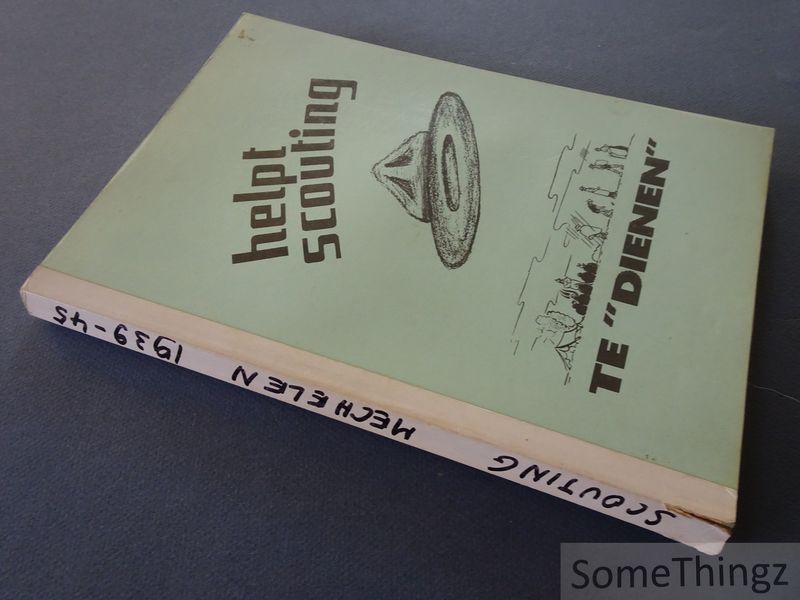 helpt
scouting
TE "DIENEN"
SCOUTING MECHELEN 1939-45
SomeThingz